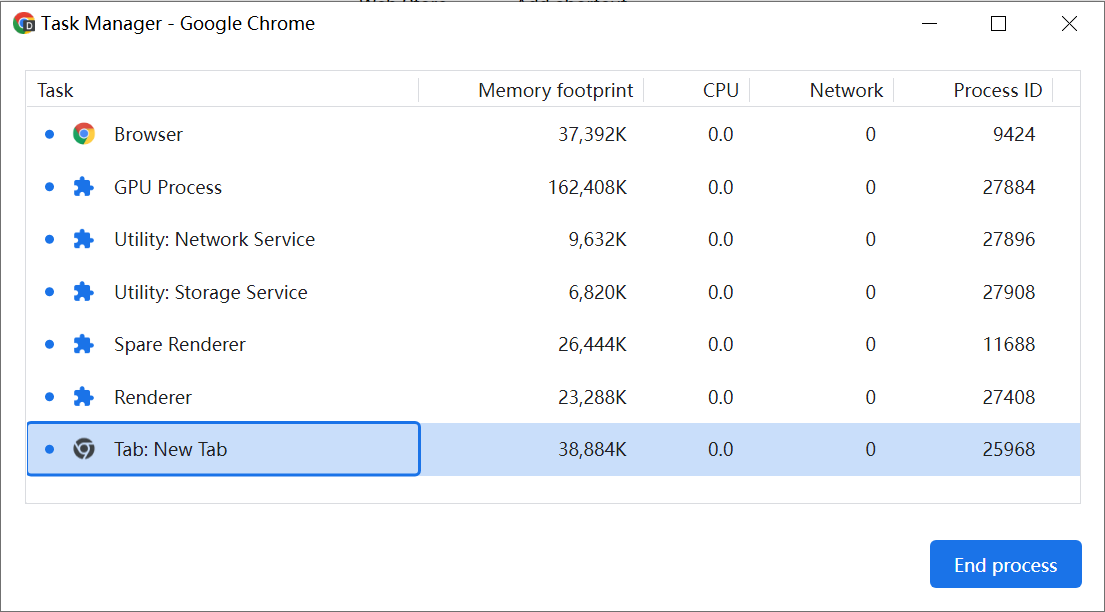 Task Manager - Google Chrome
Task Memory footprint CPU Network Process ID
Browser 37,392K 0.0 0 9424
GPU Process 162,408K 0.0 0 27884
Utility: Network Service 9,632K 0.0 0 27896
Utility: Storage Service 6,820K 0.0 0 27908
Spare Renderer 26,444K 0.0 0 11688
Renderer 23,288K 0.0 0 27408
Tab: New Tab 38,884K 0.0 0 25968
End process